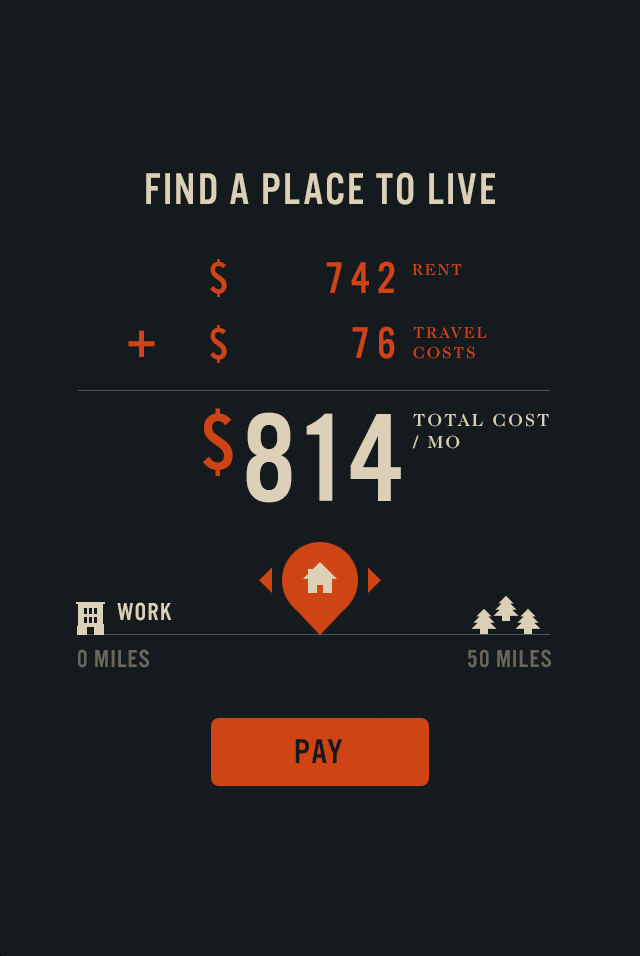 FIND A PLACE TO LIVE
$ 742 RENT
+ $ 76 TRAVEL
COSTS
$814 TOTAL COST
/ MO
WORK
0 MILES 50 MILES
PAY